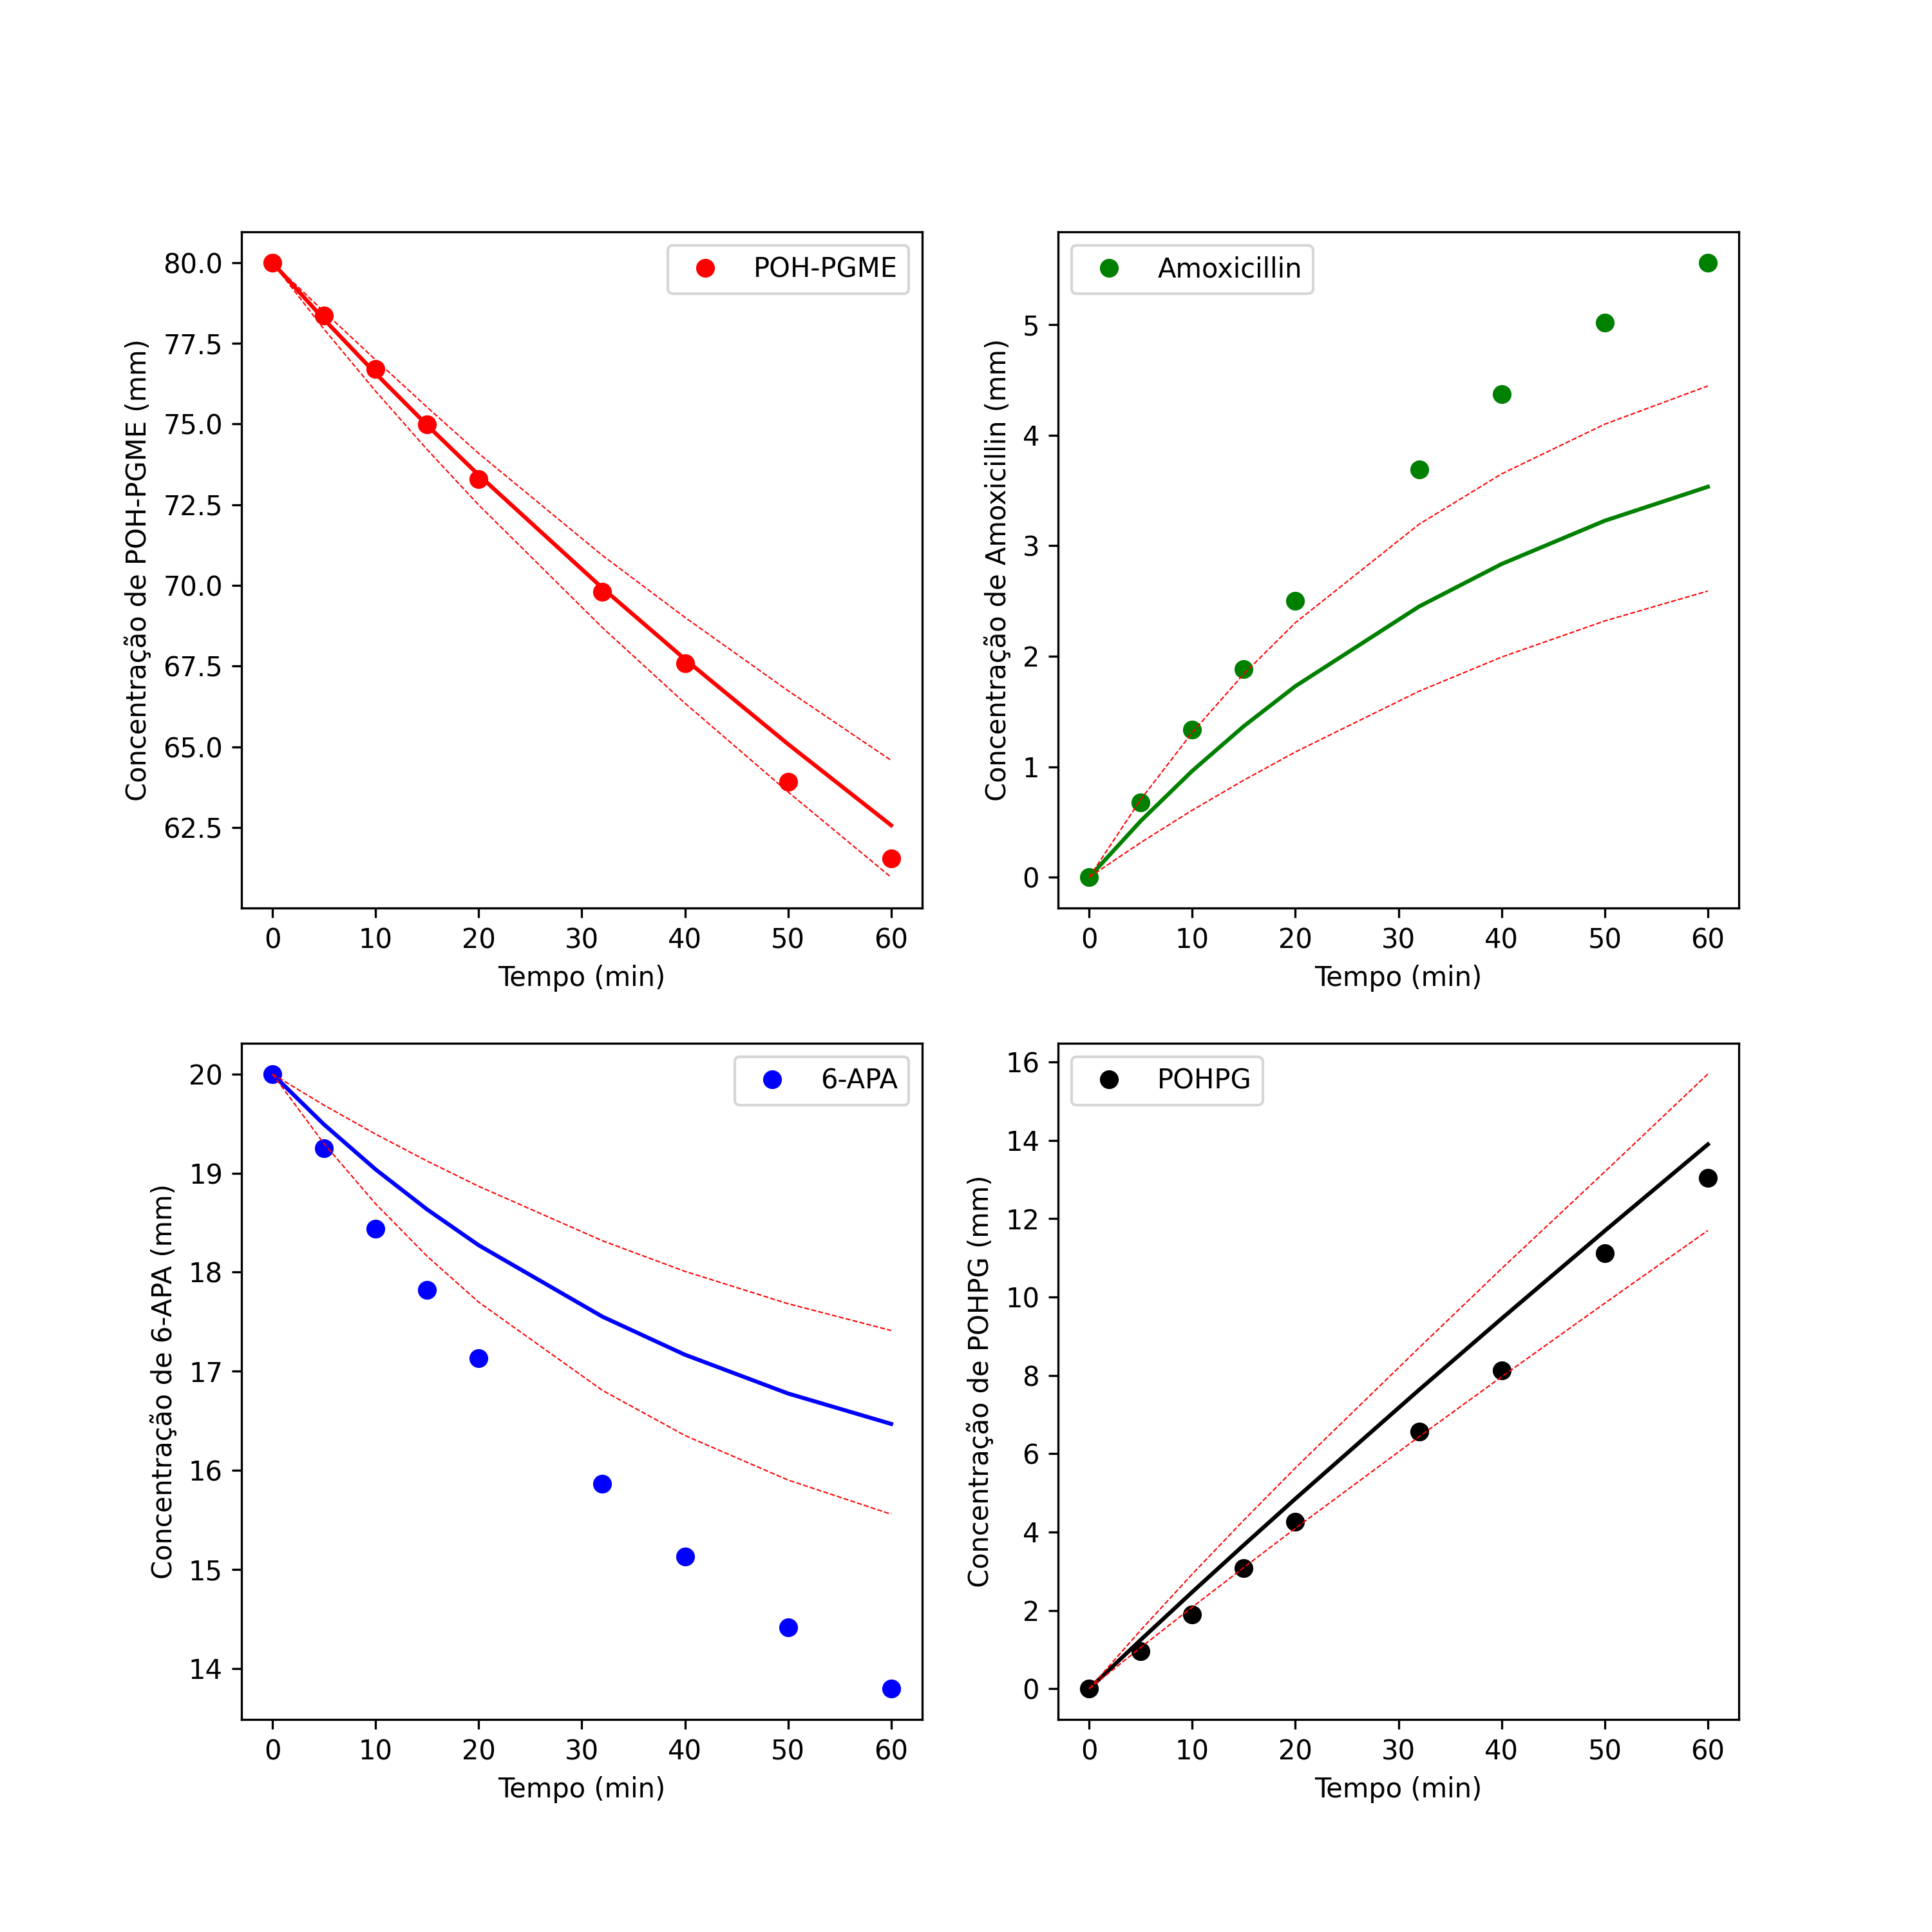 POH-PGME
80.0
77.5
75.0
72.5
70.0
67.5
65.0
62.5
Concentração de POH-PGME (mm)
0 10 20 30 40 50 60
Tempo (min)
Amoxicillin
5
4
3
2
1
0
Concentração de Amoxicillin (mm)
0 10 20 30 40 50 60
Tempo (min)
6-APA
20
19
18
17
16
15
14
Concentração de 6-APA (mm)
0 10 20 30 40 50 60
Tempo (min)
POHPG
16
14
12
10
8
6
4
2
0
Concentração de POHPG (mm)
0 10 20 30 40 50 60
Tempo (min)